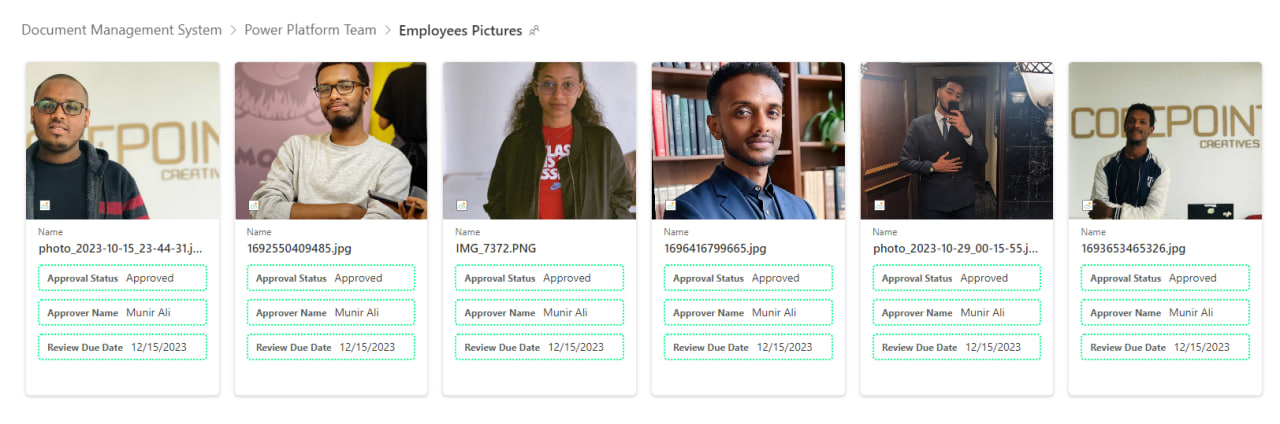 Document Management System > Power Platform Team > Employees Pictures
Name
photo_2023-10-15_23-44-31.j...
Approval Status Approved
Approver Name Munir Ali
Review Due Date 12/15/2023
Name
1692550409485.jpg
Approval Status Approved
Approver Name Munir Ali
Review Due Date 12/15/2023
Name
IMG_7372.PNG
Approval Status Approved
Approver Name Munir Ali
Review Due Date 12/15/2023
Name
1696416799665.jpg
Approval Status Approved
Approver Name Munir Ali
Review Due Date 12/15/2023
Name
photo_2023-10-29_00-15-55.j...
Approval Status Approved
Approver Name Munir Ali
Review Due Date 12/15/2023
CREATIVES
Name
1693653465326.jpg
Approval Status Approved
Approver Name Munir Ali
Review Due Date 12/15/2023